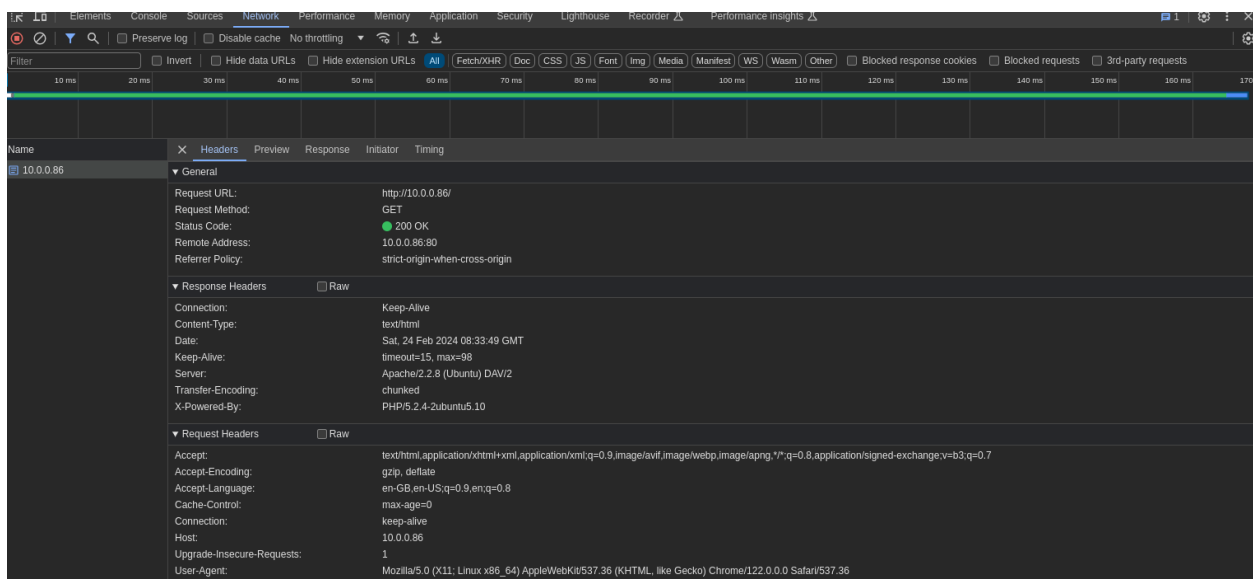 Elements Console Sources Network Performance Memory Application Security Lighthouse Recorder Performance insights 1
Preserve log Disable cache No throttling
Filter Invert Hide data URLs Hide extension URLs All Fetch/XHR Doc CSS JS Font Img Media Manifest WS Wasm Other Blocked response cookies Blocked requests 3rd-party requests
10 ms 20 ms 30 ms 40 ms 50 ms 60 ms 70 ms 80 ms 90 ms 100 ms 110 ms 120 ms 130 ms 140 ms 150 ms 160 ms 170
Name Headers Preview Response Initiator Timing
10.0.0.86 ▼ General
Request URL: http://10.0.0.86/
Request Method: GET
Status Code: 200 OK
Remote Address: 10.0.0.86:80
Referrer Policy: strict-origin-when-cross-origin
▼ Response Headers Raw
Connection: Keep-Alive
Content-Type: text/html
Date: Sat, 24 Feb 2024 08:33:49 GMT
Keep-Alive: timeout=15, max=98
Server: Apache/2.2.8 (Ubuntu) DAV/2
Transfer-Encoding: chunked
X-Powered-By: PHP/5.2.4-2ubuntu5.10
▼ Request Headers Raw
Accept: text/html,application/xhtml+xml,application/xml;q=0.9,image/avif,image/webp,image/apng,*/*;q=0.8,application/signed-exchange;v=b3;q=0.7
Accept-Encoding: gzip, deflate
Accept-Language: en-GB,en-US;q=0.9,en;q=0.8
Cache-Control: max-age=0
Connection: keep-alive
Host: 10.0.0.86
Upgrade-Insecure-Requests: 1
User-Agent: Mozilla/5.0 (X11; Linux x86_64) AppleWebKit/537.36 (KHTML, like Gecko) Chrome/122.0.0.0 Safari/537.36